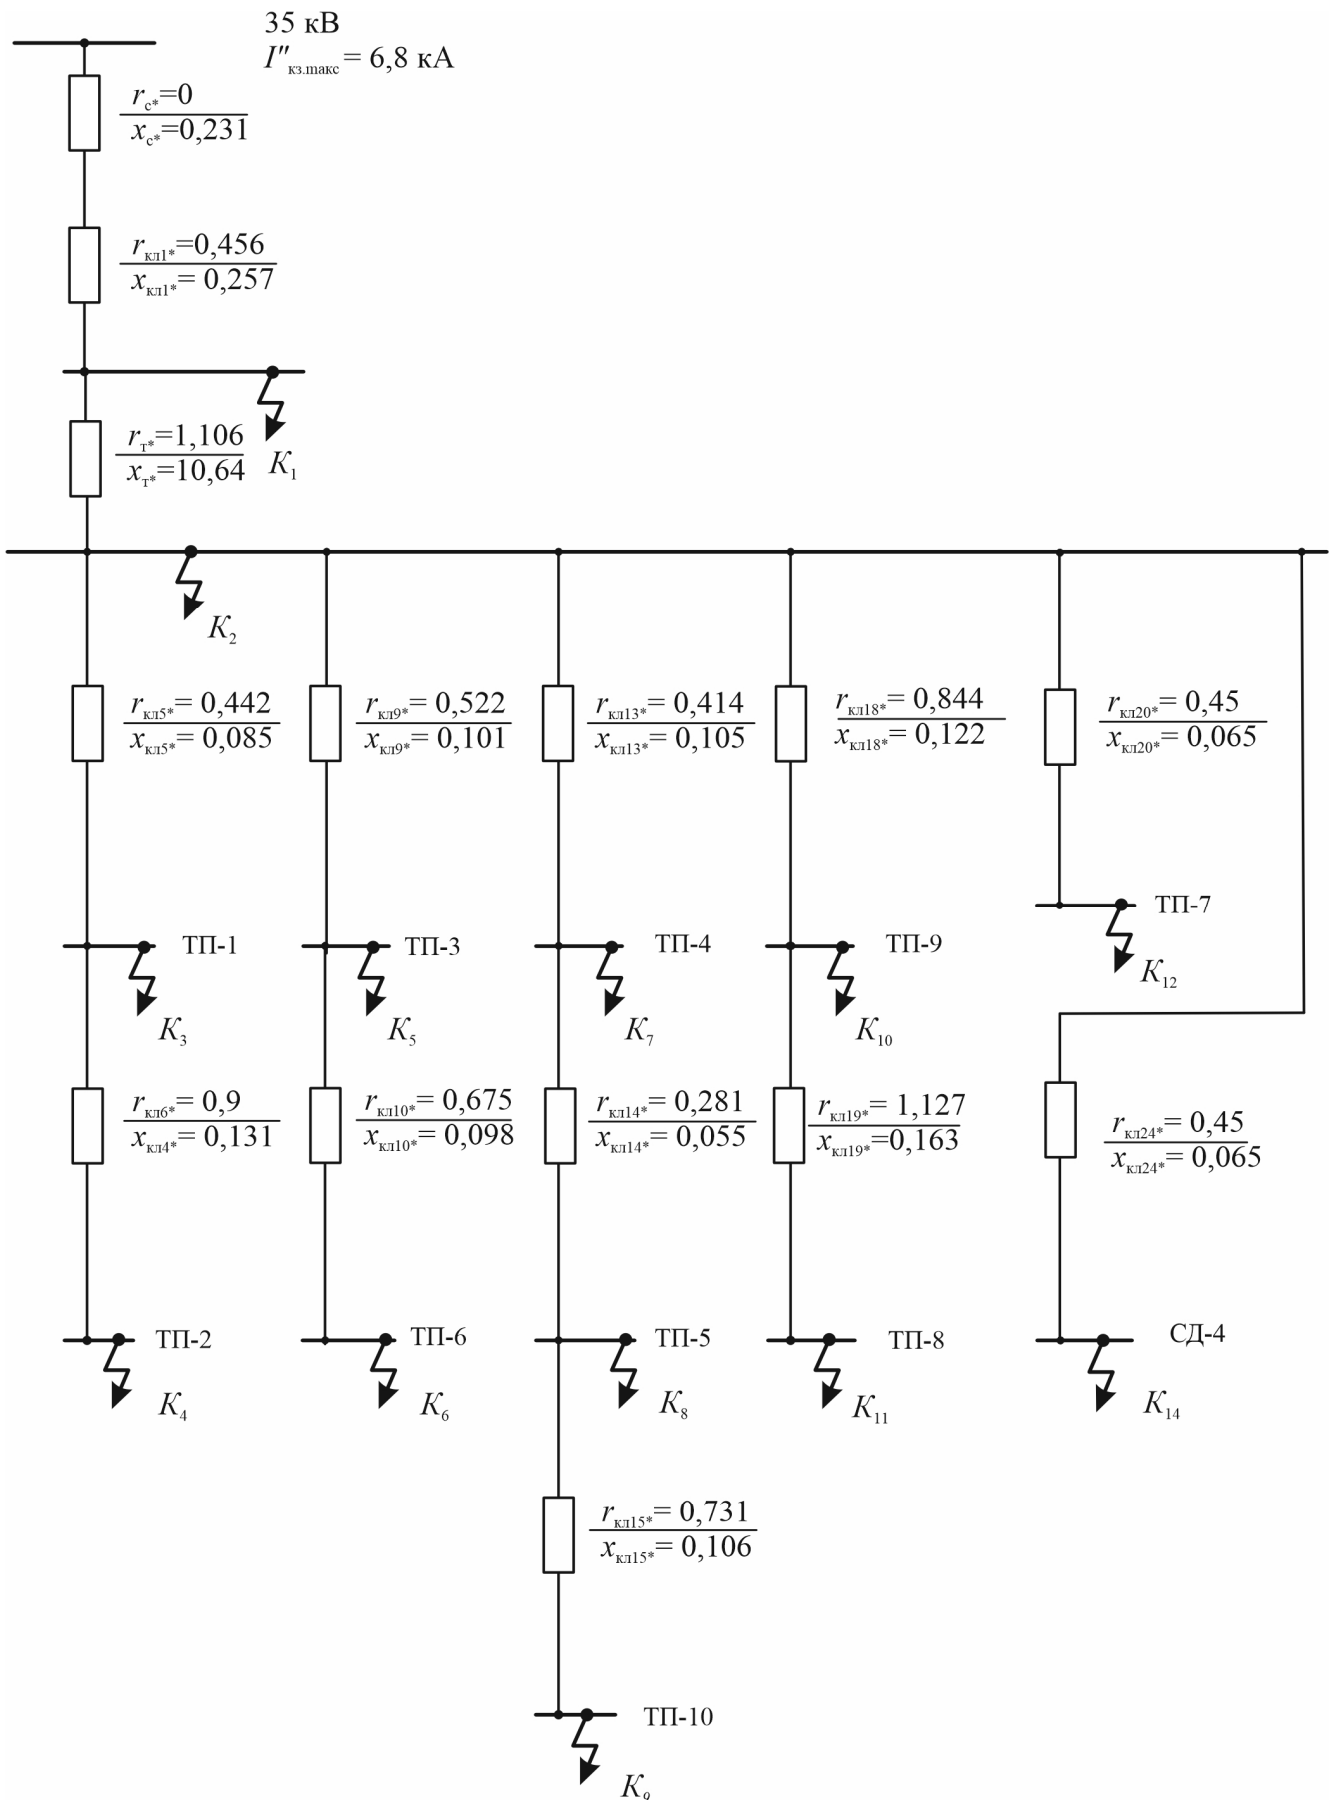 35 кВ
I″кз.макс = 6,8 кА
rс*=0
xс*=0,231
rкл1*=0,456
xкл1*= 0,257
rт*=1,106
xт*=10,64
K1
K2
rкл5*= 0,442
xкл5*= 0,085
rкл9*= 0,522
xкл9*= 0,101
rкл13*= 0,414
xкл13*= 0,105
rкл18*= 0,844
xкл18*= 0,122
rкл20*= 0,45
xкл20*= 0,065
ТП-7
K12
ТП-1
ТП-3
ТП-4
ТП-9
K3
K5
K7
K10
rкл6*= 0,9
xкл4*= 0,131
rкл10*= 0,675
xкл10*= 0,098
rкл14*= 0,281
xкл14*= 0,055
rкл19*= 1,127
xкл19*=0,163
rкл24*= 0,45
xкл24*= 0,065
ТП-2
ТП-6
ТП-5
ТП-8
СД-4
K4
K6
K8
K11
K14
rкл15*= 0,731
xкл15*= 0,106
ТП-10
K9